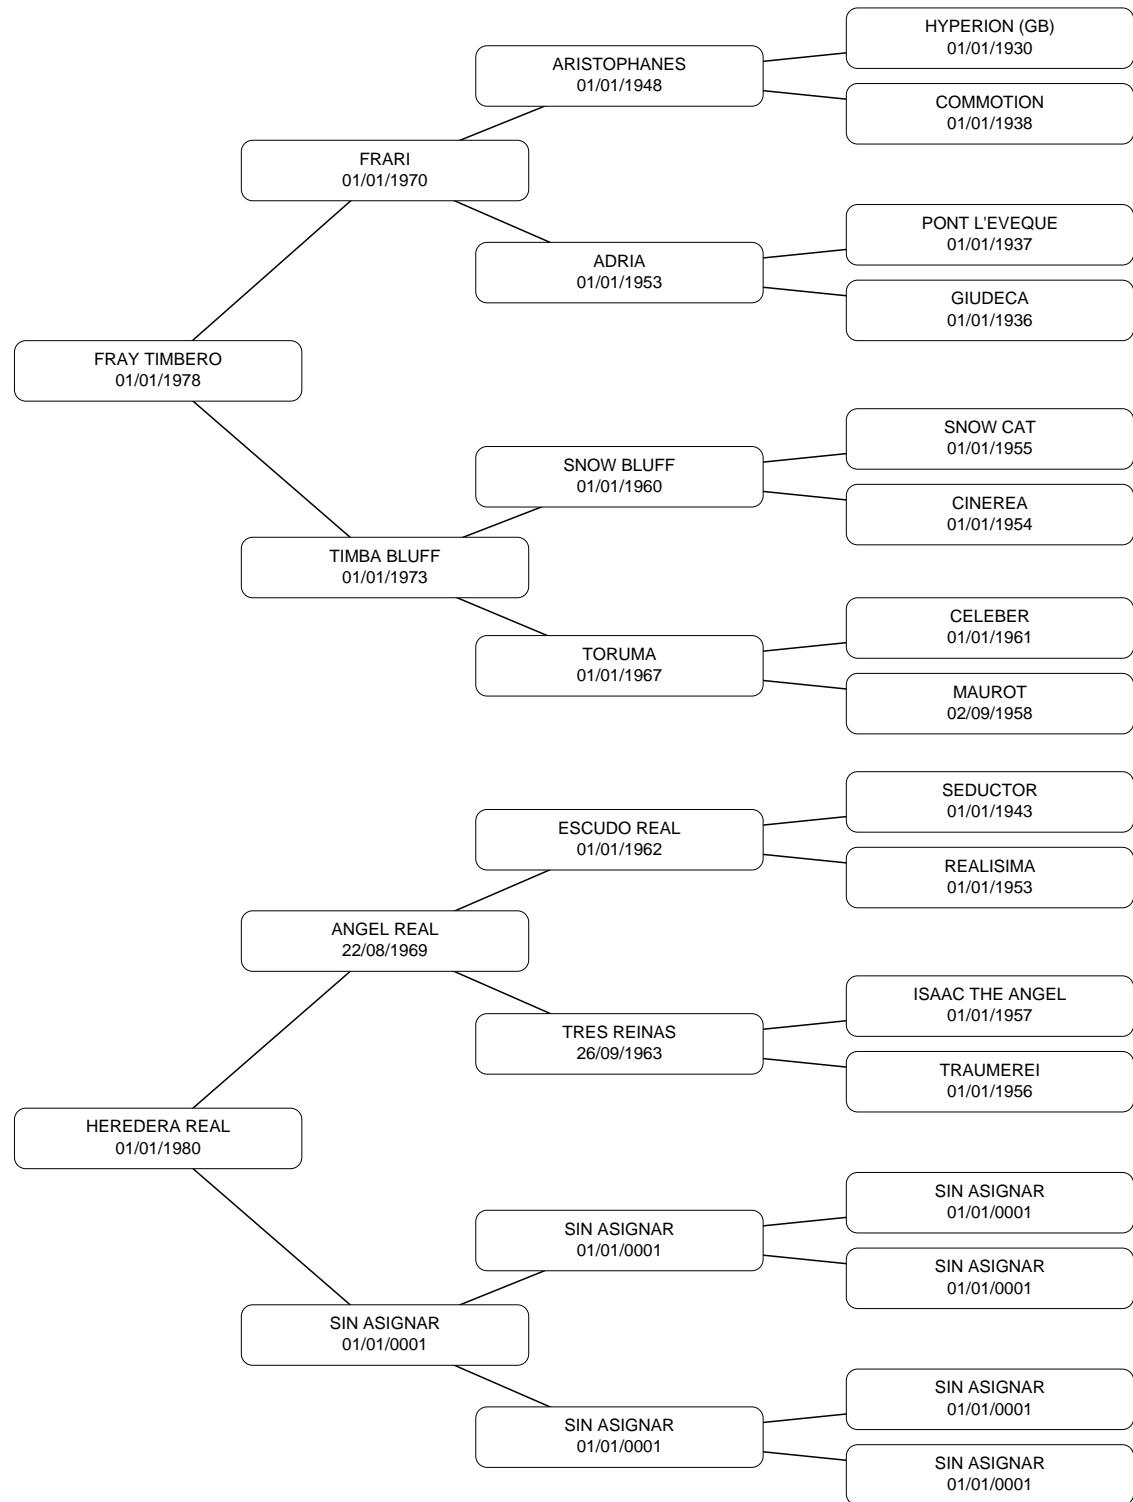 HYPERION (GB)
01/01/1930
ARISTOPHANES
01/01/1948
COMMOTION
01/01/1938
FRARI
01/01/1970
PONT L'EVEQUE
01/01/1937
ADRIA
01/01/1953
GIUDECA
01/01/1936
FRAY TIMBERO
01/01/1978
SNOW CAT
01/01/1955
SNOW BLUFF
01/01/1960
CINEREA
01/01/1954
TIMBA BLUFF
01/01/1973
CELEBER
01/01/1961
TORUMA
01/01/1967
MAUROT
02/09/1958
SEDUCTOR
01/01/1943
ESCUDO REAL
01/01/1962
REALISIMA
01/01/1953
ANGEL REAL
22/08/1969
ISAAC THE ANGEL
01/01/1957
TRES REINAS
26/09/1963
TRAUMEREI
01/01/1956
HEREDERA REAL
01/01/1980
SIN ASIGNAR
01/01/0001
SIN ASIGNAR
01/01/0001
SIN ASIGNAR
01/01/0001
SIN ASIGNAR
01/01/0001
SIN ASIGNAR
01/01/0001
SIN ASIGNAR
01/01/0001
SIN ASIGNAR
01/01/0001